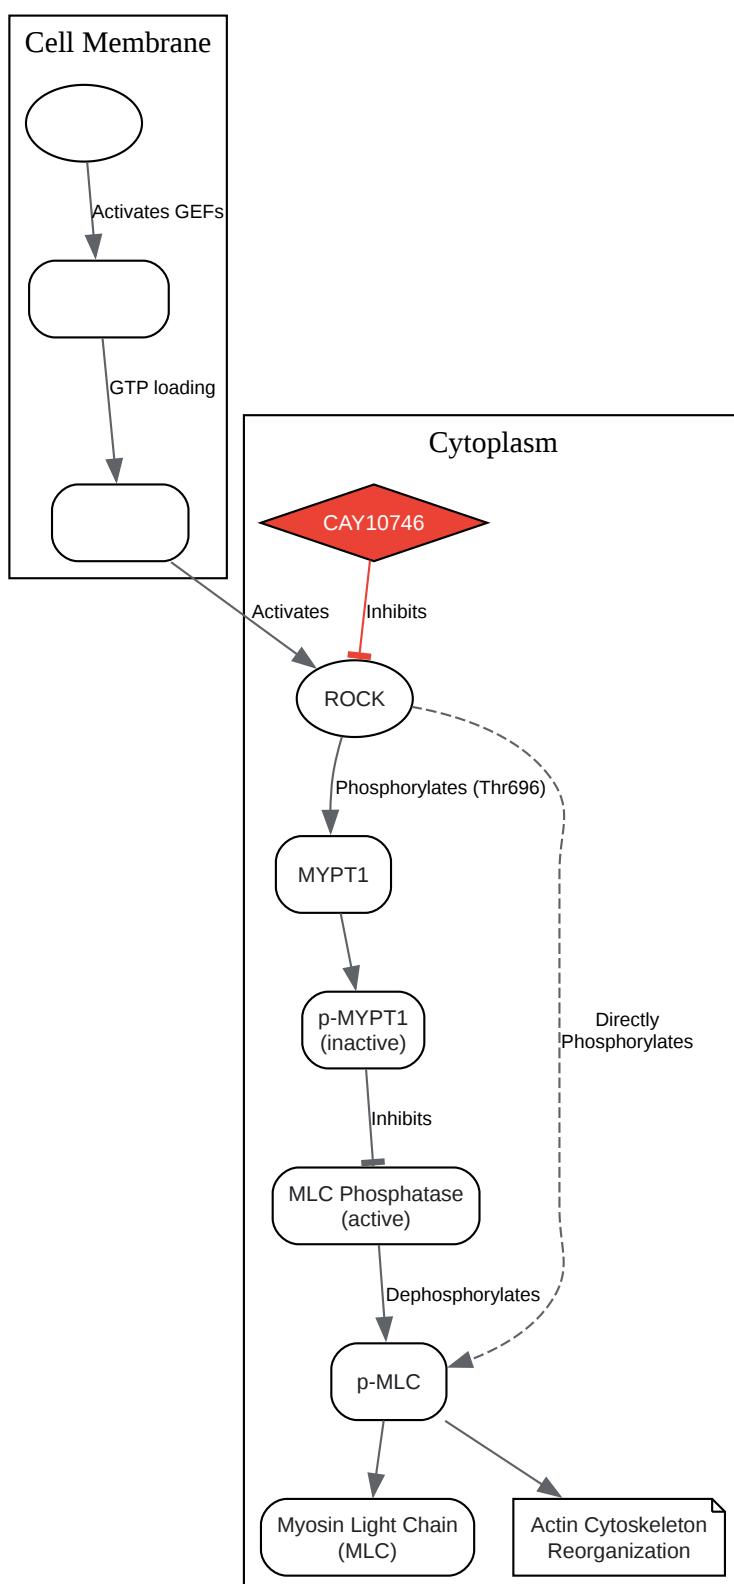 Cell Membrane
Activates GEFs
GTP loading
Cytoplasm
CAY10746
Activates
Inhibits
ROCK
Phosphorylates (Thr696)
MYPT1
p-MYPT1
(inactive)
Directly
Phosphorylates
Inhibits
MLC Phosphatase
(active)
Dephosphorylates
p-MLC
Myosin Light Chain
(MLC)
Actin Cytoskeleton
Reorganization